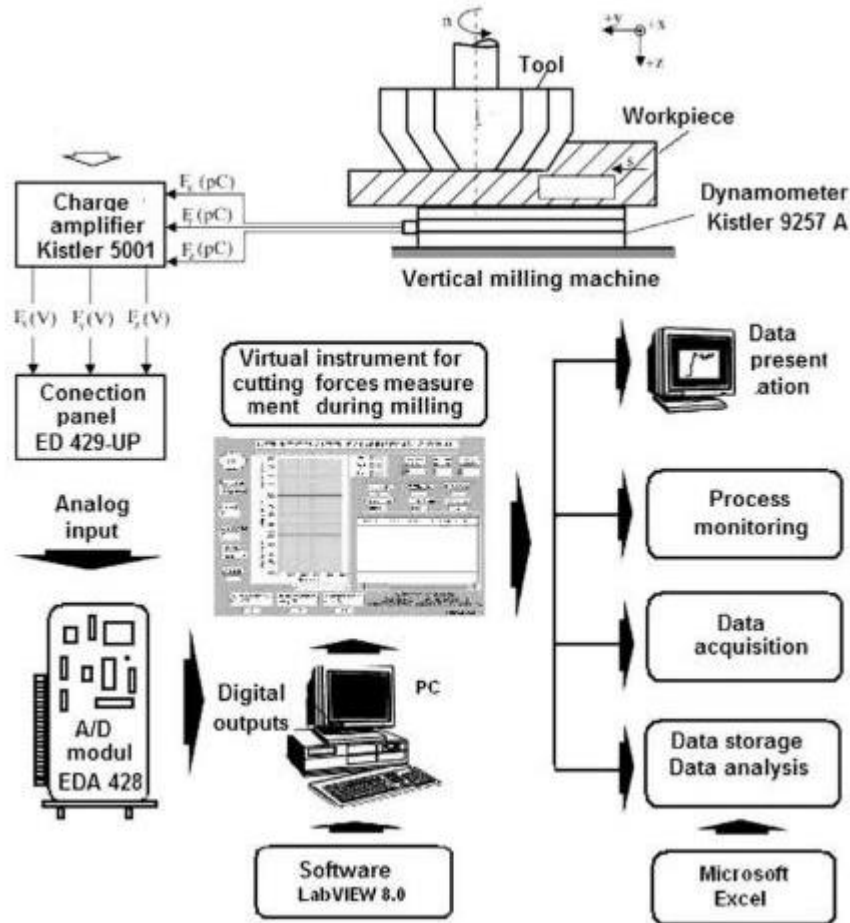 n
+y
+x
+z
Tool
Workpiece
s
Dynamometer
Kistler 9257 A
Vertical milling machine
Fx (pC)
Fy (pC)
Fz (pC)
Charge
amplifier
Kistler 5001
Fx(V) Fy(V) Fz(V)
Conection
panel
ED 429-UP
Virtual instrument for
cutting forces measure
ment during milling
Data
present
ation
Analog
input
Process
monitoring
A/D
modul
EDA 428
Digital
outputs
PC
Data
acquisition
Data storage
Data analysis
Software
LabVIEW 8.0
Microsoft
Excel